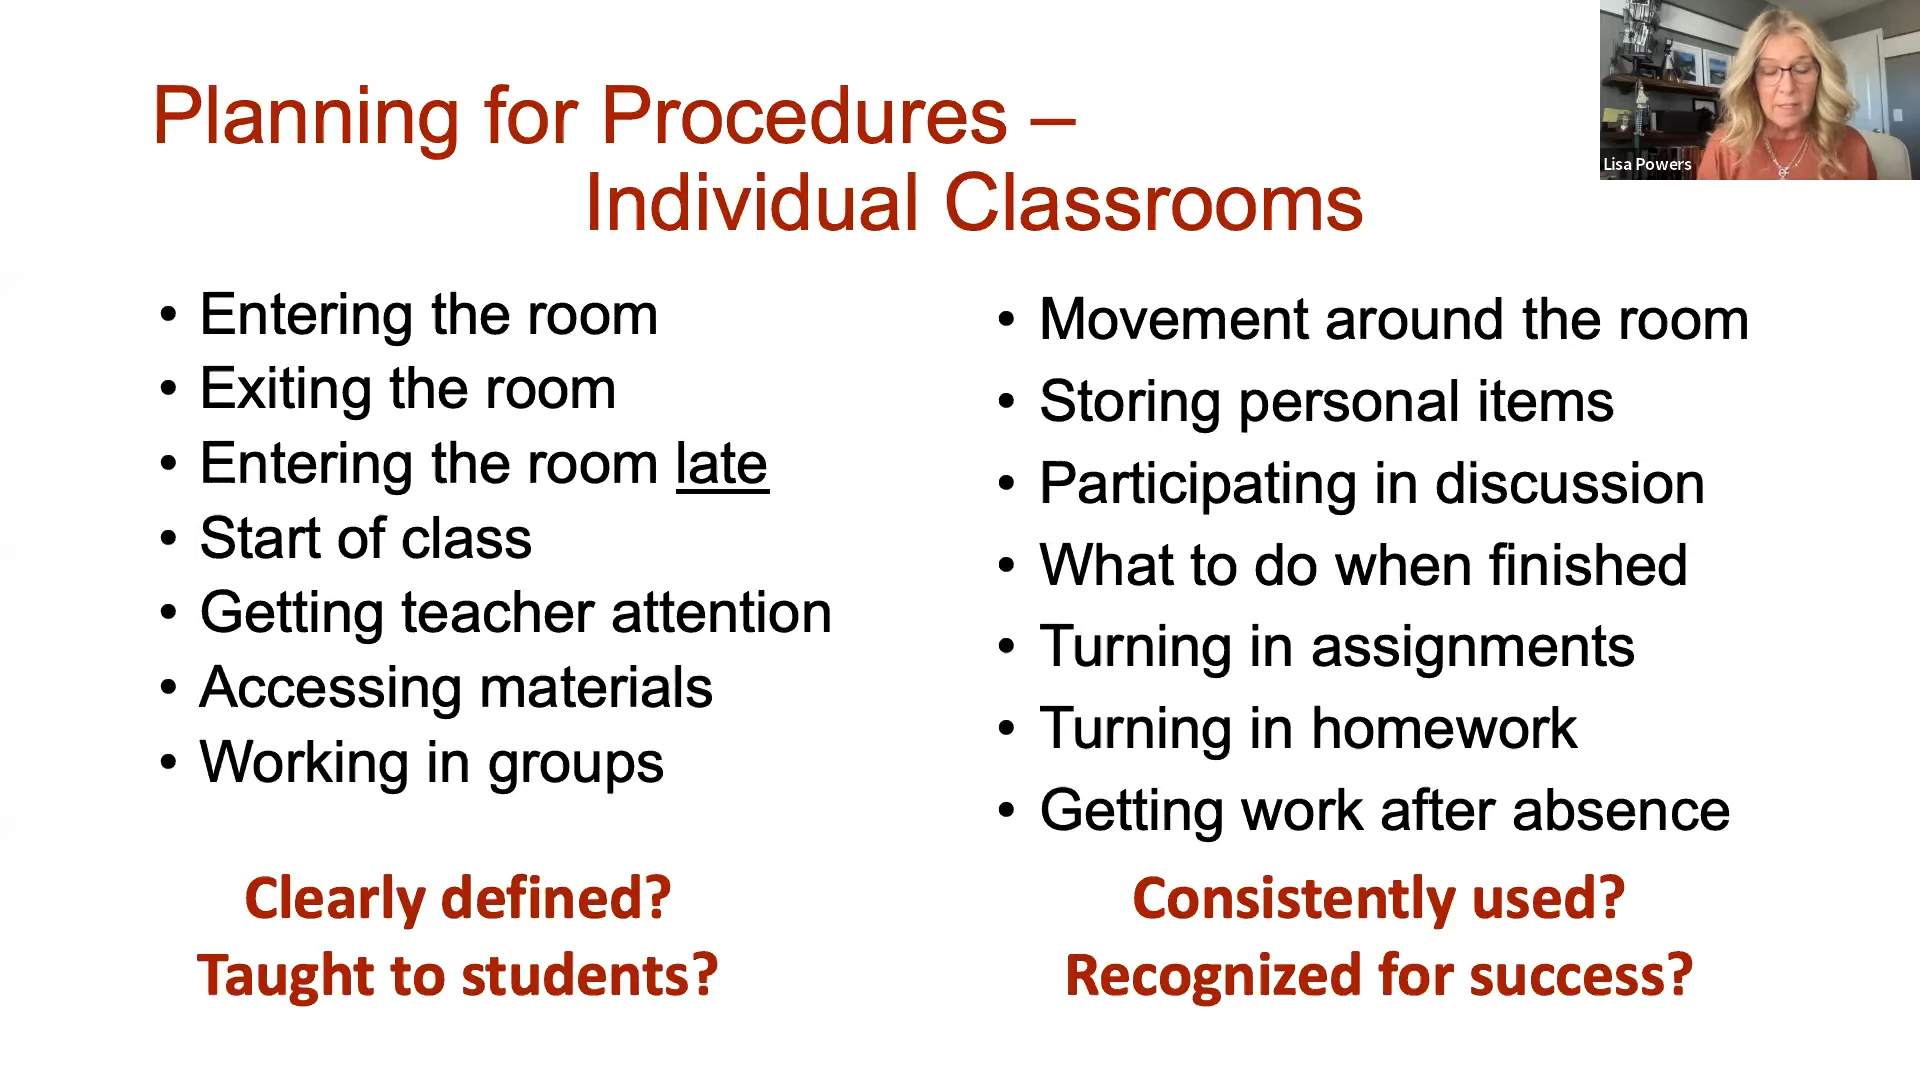 Planning for Procedures –
Individual Classrooms
• Entering the room
• Exiting the room
• Entering the room late
• Start of class
• Getting teacher attention
• Accessing materials
• Working in groups
• Movement around the room
• Storing personal items
• Participating in discussion
• What to do when finished
• Turning in assignments
• Turning in homework
• Getting work after absence
Clearly defined?
Taught to students?
Consistently used?
Recognized for success?
Lisa Powers